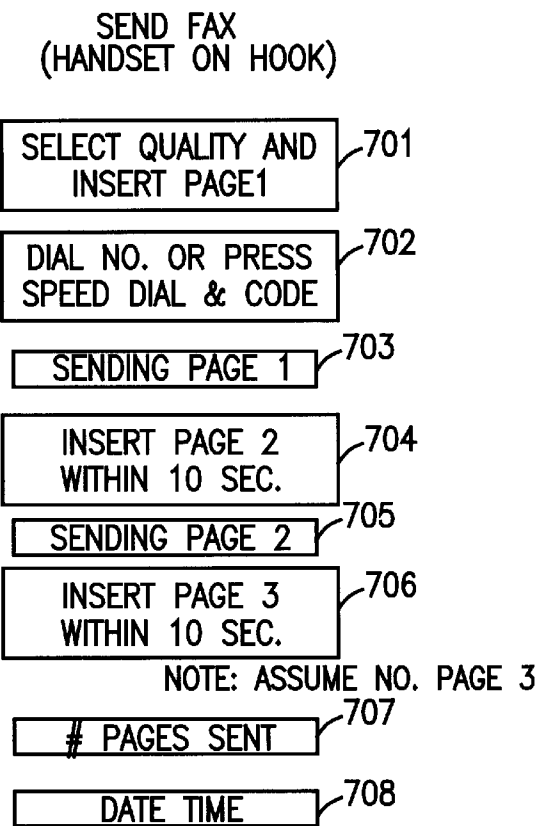 SEND FAX
(HANDSET ON HOOK)
SELECT QUALITY AND
INSERT PAGE1
701
DIAL NO. OR PRESS
SPEED DIAL & CODE
702
SENDING PAGE 1
703
INSERT PAGE 2
WITHIN 10 SEC.
704
SENDING PAGE 2
705
INSERT PAGE 3
WITHIN 10 SEC.
706
NOTE: ASSUME NO. PAGE 3
# PAGES SENT
707
DATE TIME
708